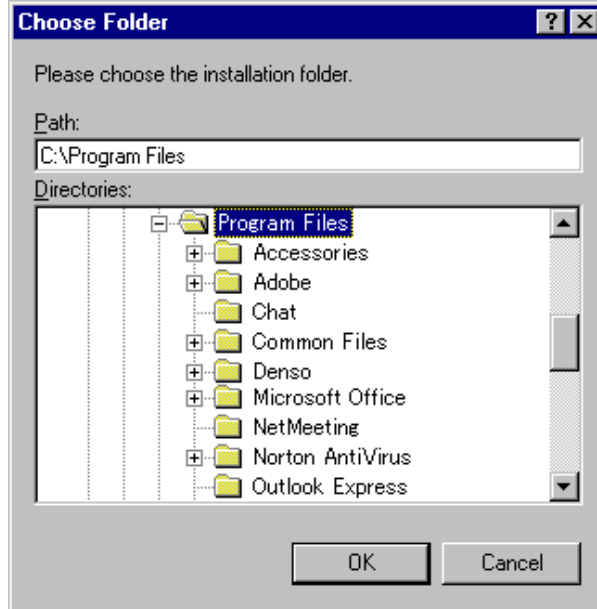 Choose Folder
Please choose the installation folder.
Path:
C:\Program Files
Directories:
Program Files
Accessories
Adobe
Chat
Common Files
Denso
Microsoft Office
NetMeeting
Norton AntiVirus
Outlook Express
OK Cancel